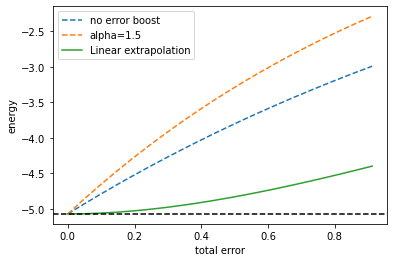 no error boost
alpha=1.5
Linear extrapolation
energy
−2.5
−3.0
−3.5
−4.0
−4.5
−5.0
0.0 0.2 0.4 0.6 0.8
total error